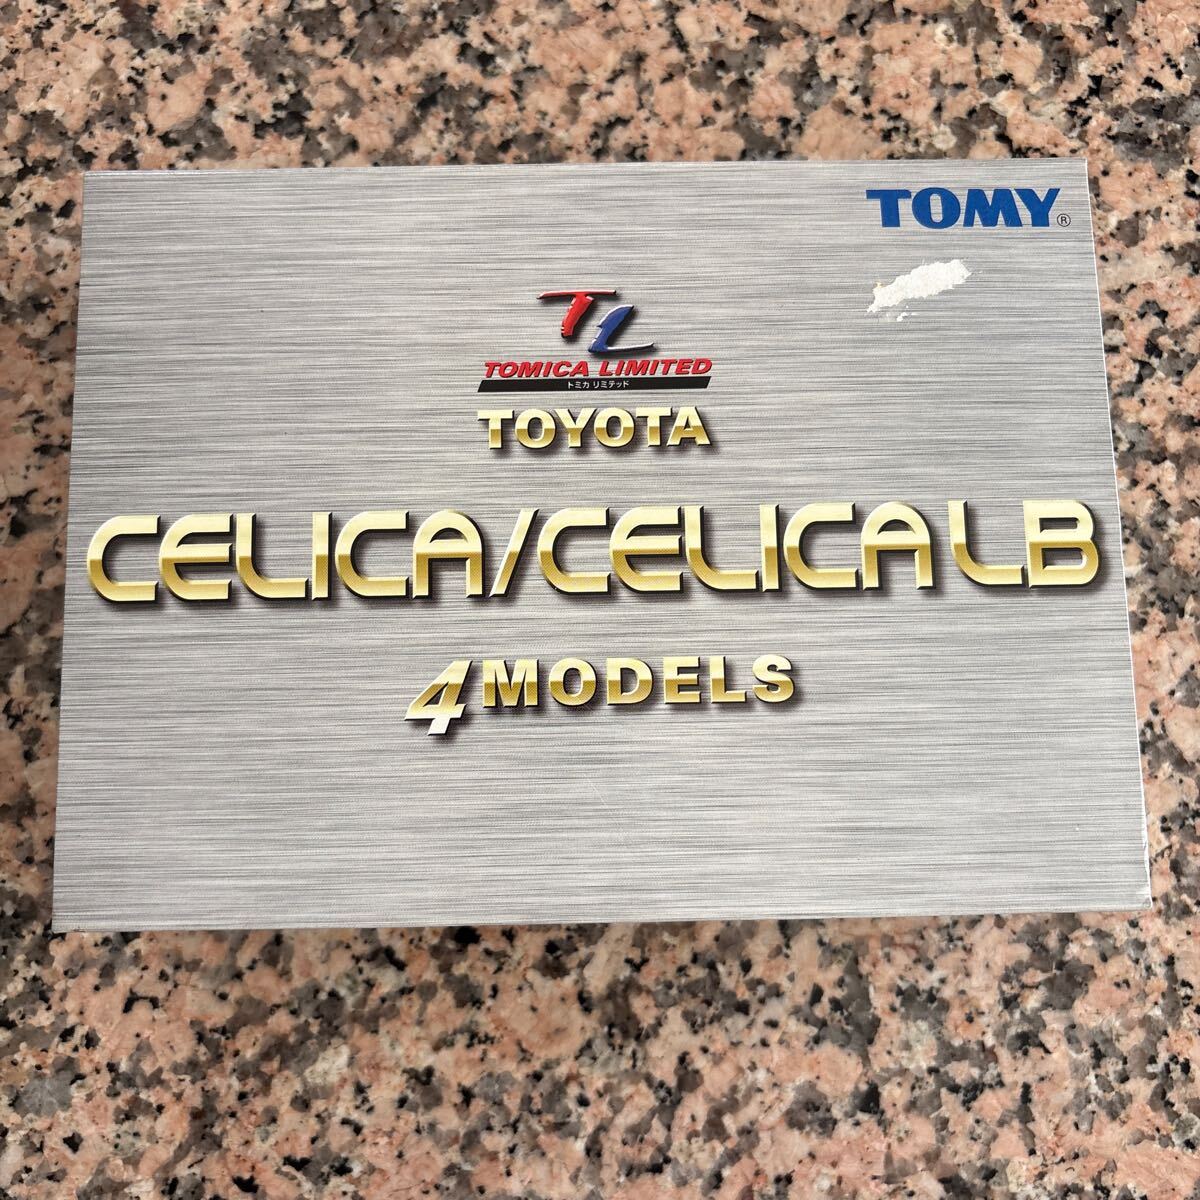 TOMY®
TL
TOMICA LIMITED
トミカ リミテッド
TOYOTA
CELICA/CELICA LB
4 MODELS